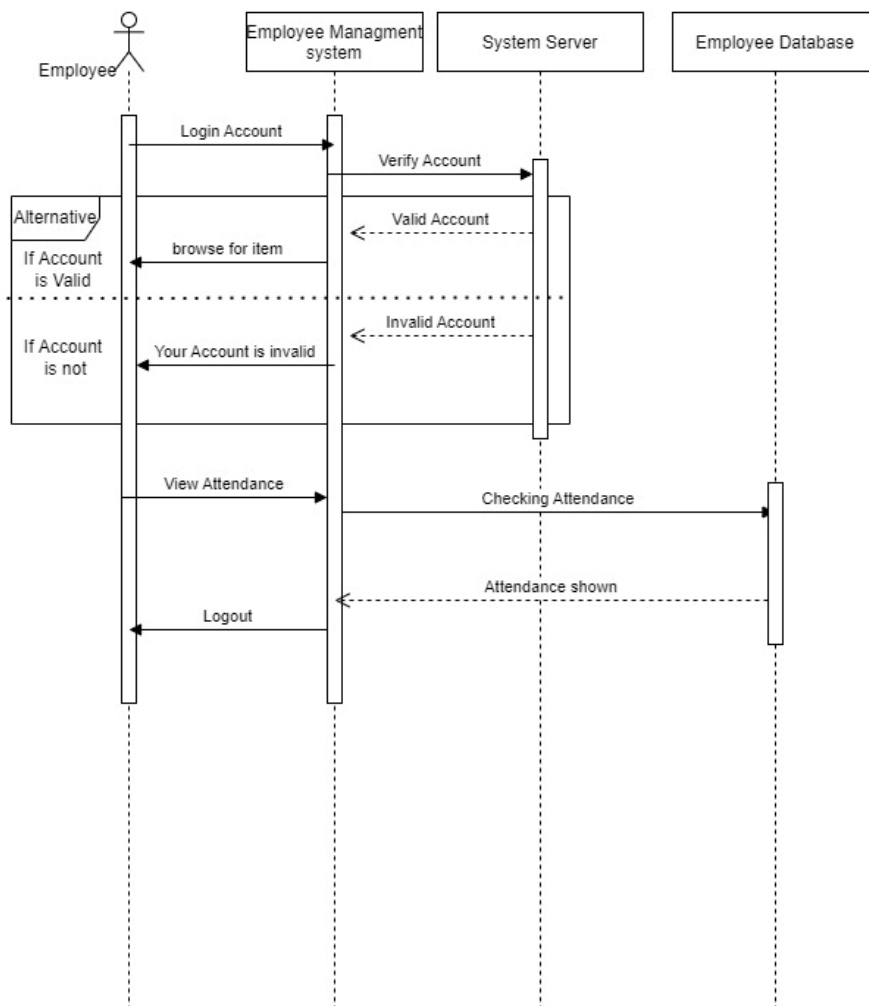 Employee
Employee Managment
system
System Server
Employee Database
Login Account
Verify Account
Alternative
Valid Account
browse for item
If Account
is Valid
Invalid Account
If Account
is not
Your Account is invalid
View Attendance
Checking Attendance
Attendance shown
Logout